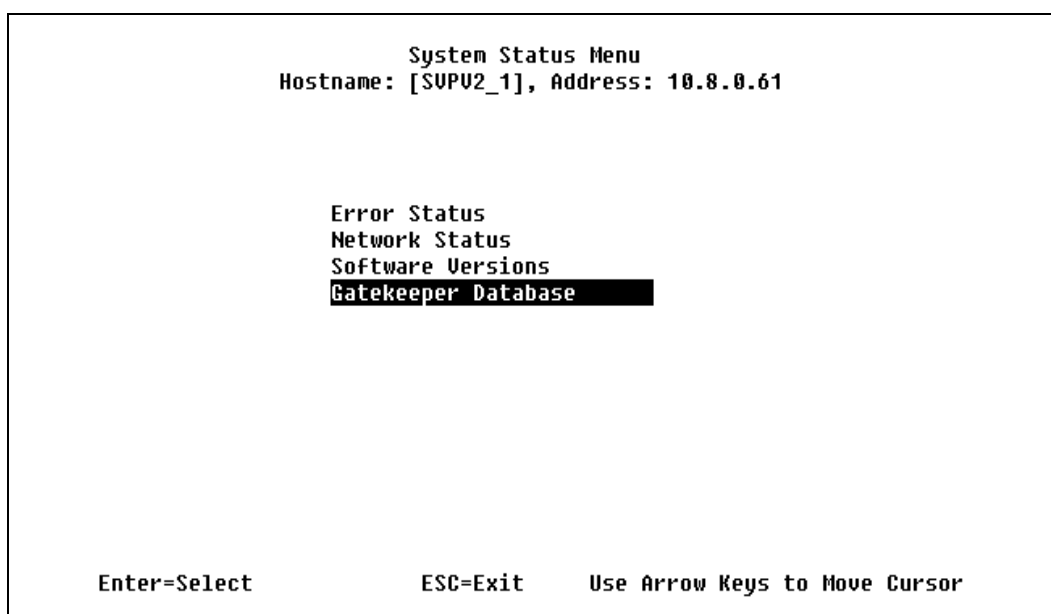 System Status Menu
Hostname: [SVPV2_1], Address: 10.8.0.61
Error Status
Network Status
Software Versions
Gatekeeper Database
Enter=Select ESC=Exit Use Arrow Keys to Move Cursor